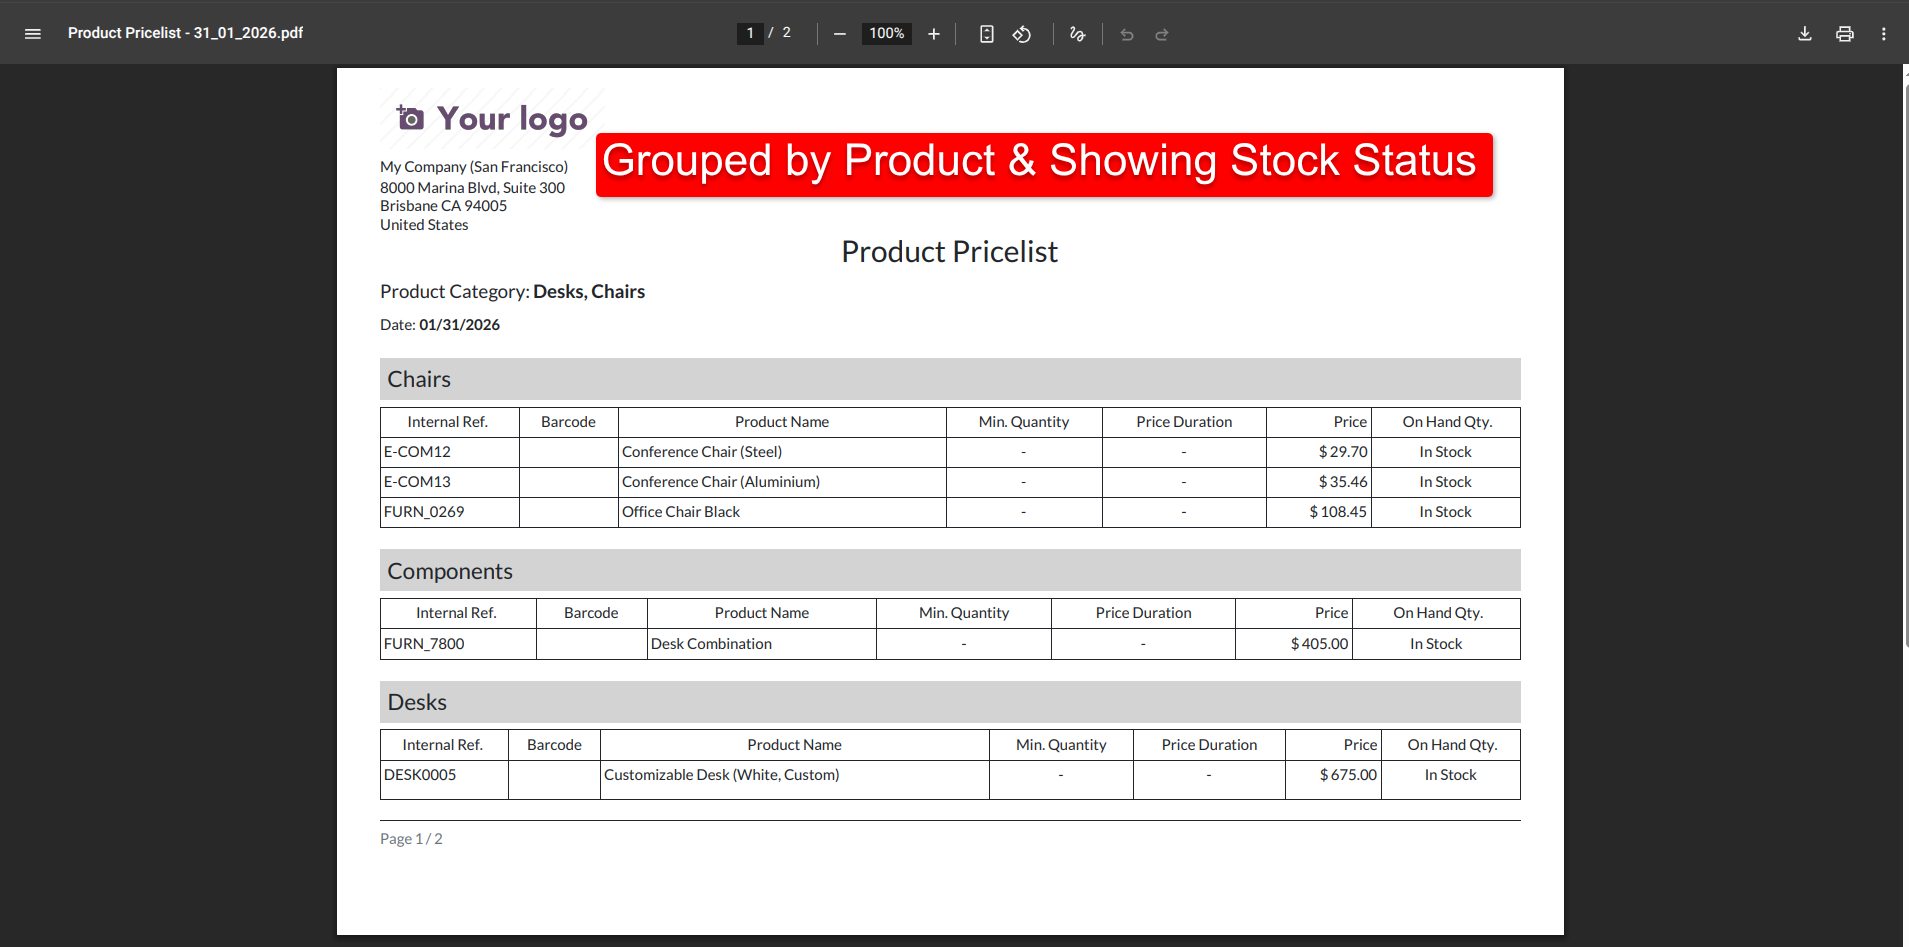 Product Pricelist - 31_01_2026.pdf
1 / 2
100%
Your logo
Grouped by Product & Showing Stock Status
My Company (San Francisco)
8000 Marina Blvd, Suite 300
Brisbane CA 94005
United States
Product Pricelist
Product Category: Desks, Chairs
Date: 01/31/2026
Chairs
Internal Ref. Barcode Product Name Min. Quantity Price Duration Price On Hand Qty.
E-COM12 Conference Chair (Steel) - - $ 29.70 In Stock
E-COM13 Conference Chair (Aluminium) - - $ 35.46 In Stock
FURN_0269 Office Chair Black - - $ 108.45 In Stock
Components
Internal Ref. Barcode Product Name Min. Quantity Price Duration Price On Hand Qty.
FURN_7800 Desk Combination - - $ 405.00 In Stock
Desks
Internal Ref. Barcode Product Name Min. Quantity Price Duration Price On Hand Qty.
DESK0005 Customizable Desk (White, Custom) - - $ 675.00 In Stock
Page 1 / 2